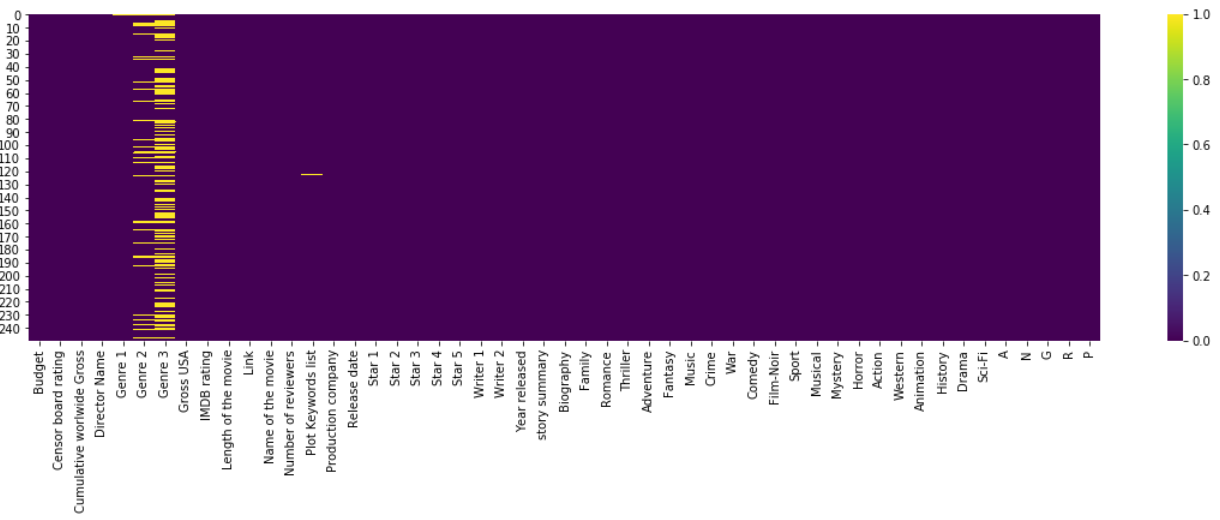 0
10
20
30
40
50
60
70
80
90
100
110
120
130
140
150
160
170
180
190
200
210
220
230
240
1.0
0.8
0.6
0.4
0.2
0.0
Budget
Censor board rating
Cumulative worlwide Gross
Director Name
Genre 1
Genre 2
Genre 3
Gross USA
IMDB rating
Length of the movie
Link
Name of the movie
Number of reviewers
Plot Keywords list
Production company
Release date
Star 1
Star 2
Star 3
Star 4
Star 5
Writer 1
Writer 2
Year released
story summary
Biography
Family
Romance
Thriller
Adventure
Fantasy
Music
Crime
War
Comedy
Film-Noir
Sport
Musical
Mystery
Horror
Action
Western
Animation
History
Drama
Sci-Fi
A
N
G
R
P